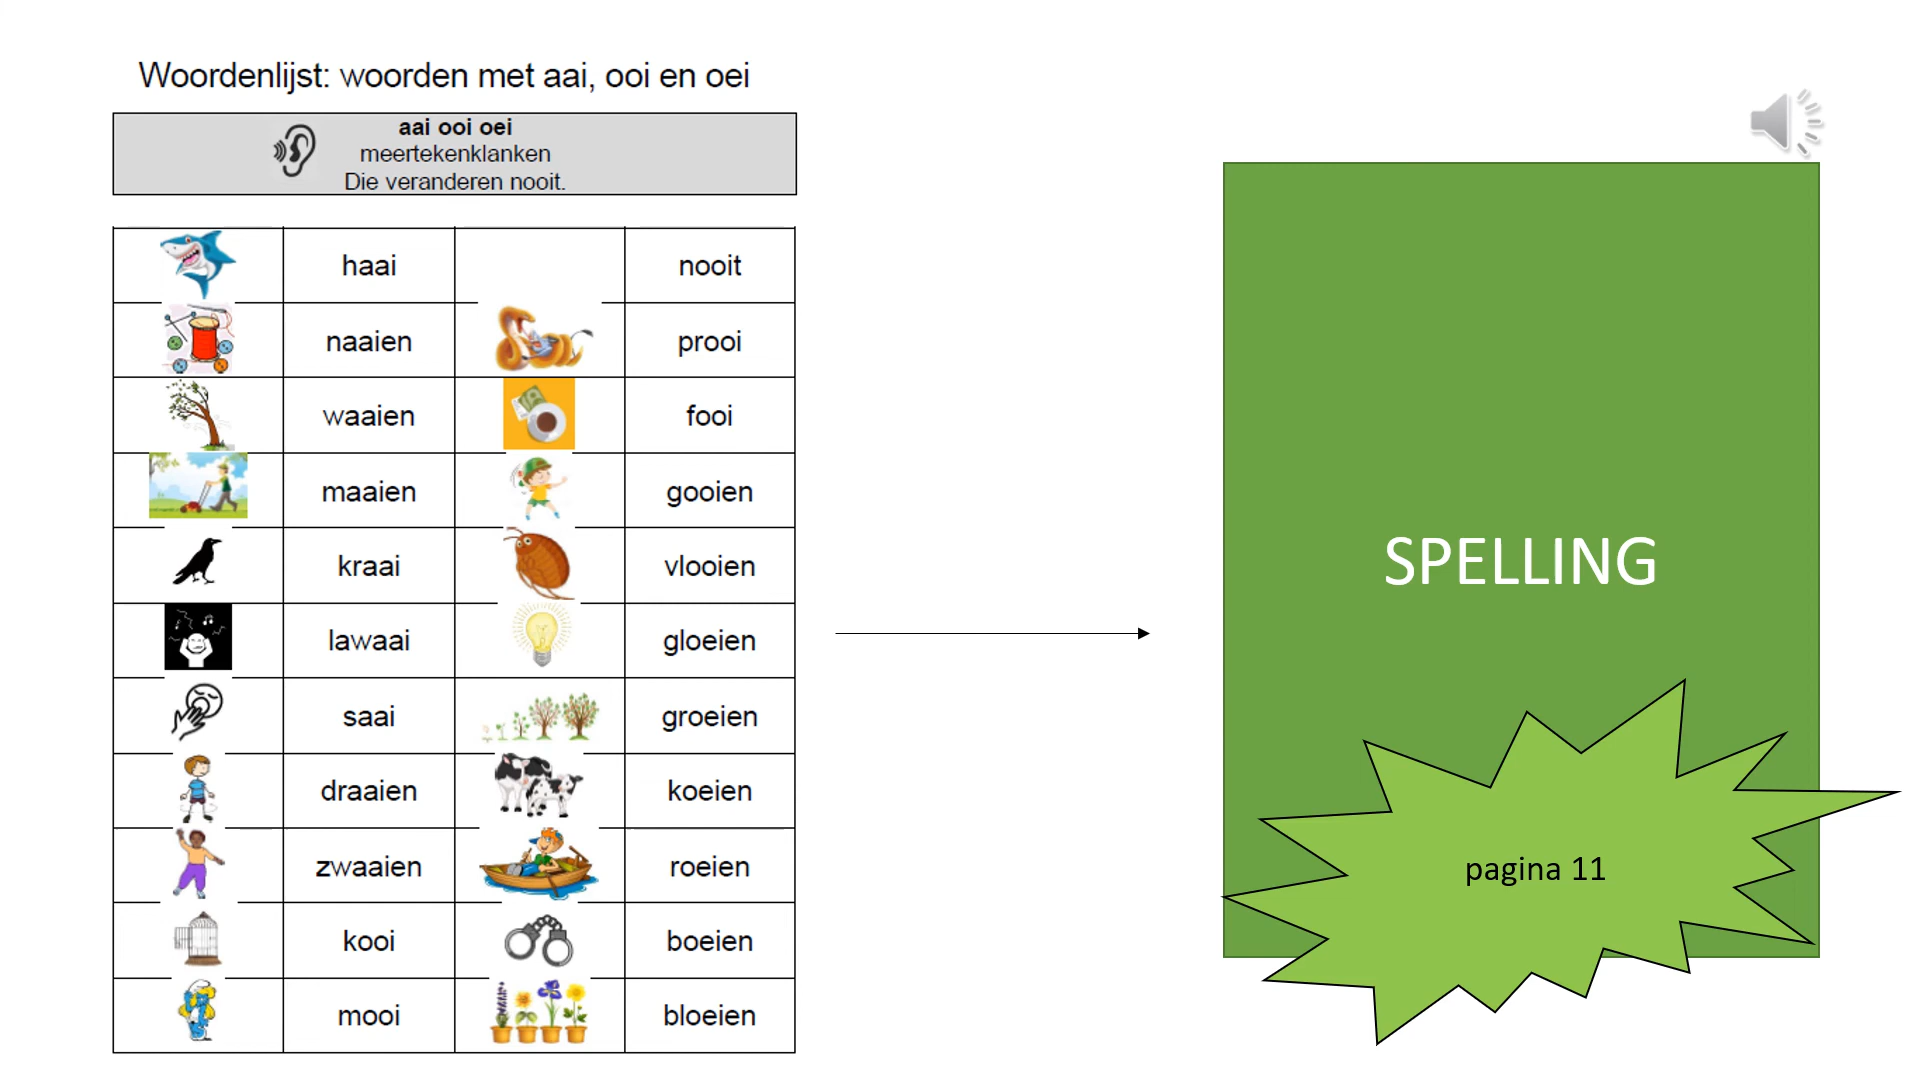 Woordenlijst: woorden met aai, ooi en oei
aai ooi oei
meertekenklanken
Die veranderen nooit.
haai nooit
naaien prooi
waaien fooi
maaien gooien
kraai vlooien
lawaai gloeien
saai groeien
draaien koeien
zwaaien roeien
kooi boeien
mooi bloeien
SPELLING
pagina 11